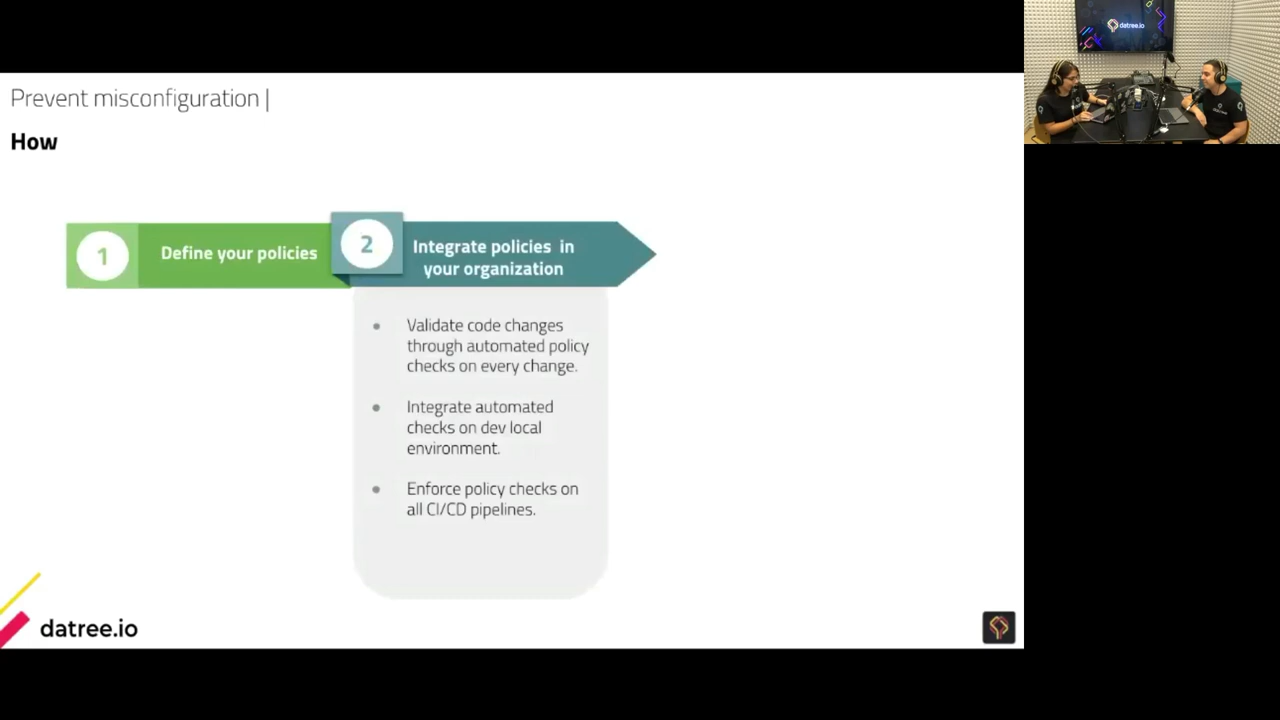 datree.io
Prevent misconfiguration |
How
1
Define your policies
2
Integrate policies in
your organization
Validate code changes
through automated policy
checks on every change.
Integrate automated
checks on dev local
environment.
Enforce policy checks on
all CI/CD pipelines.
datree.io